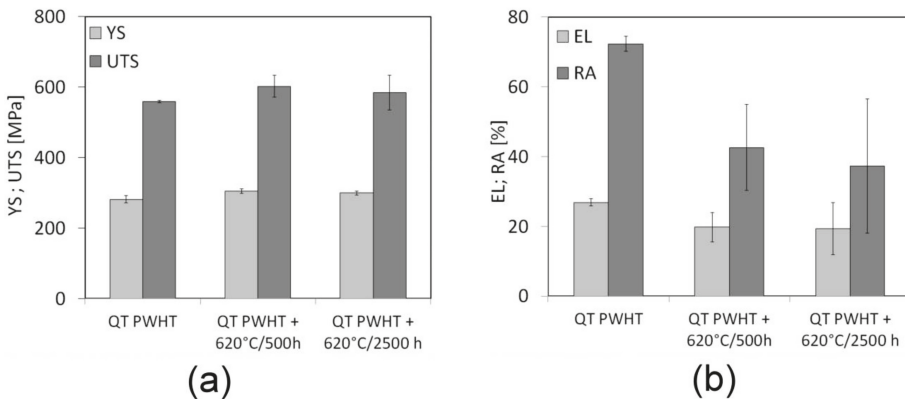 800
600
400
200
0
YS ; UTS [MPa]
YS
UTS
QT PWHT
QT PWHT +
620°C/500h
QT PWHT +
620°C/2500 h
(a)
80
60
40
20
0
EL; RA [%]
EL
RA
QT PWHT
QT PWHT +
620°C/500h
QT PWHT +
620°C/2500 h
(b)